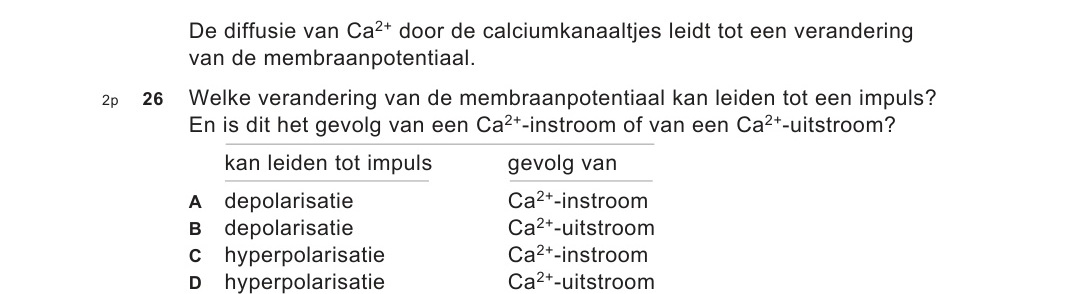 De diffusie van Ca²⁺ door de calciumkanaaltjes leidt tot een verandering
van de membraanpotentiaal.
2p 26 Welke verandering van de membraanpotentiaal kan leiden tot een impuls?
En is dit het gevolg van een Ca²⁺-instroom of van een Ca²⁺-uitstroom?
kan leiden tot impuls gevolg van
A depolarisatie Ca²⁺-instroom
B depolarisatie Ca²⁺-uitstroom
C hyperpolarisatie Ca²⁺-instroom
D hyperpolarisatie Ca²⁺-uitstroom